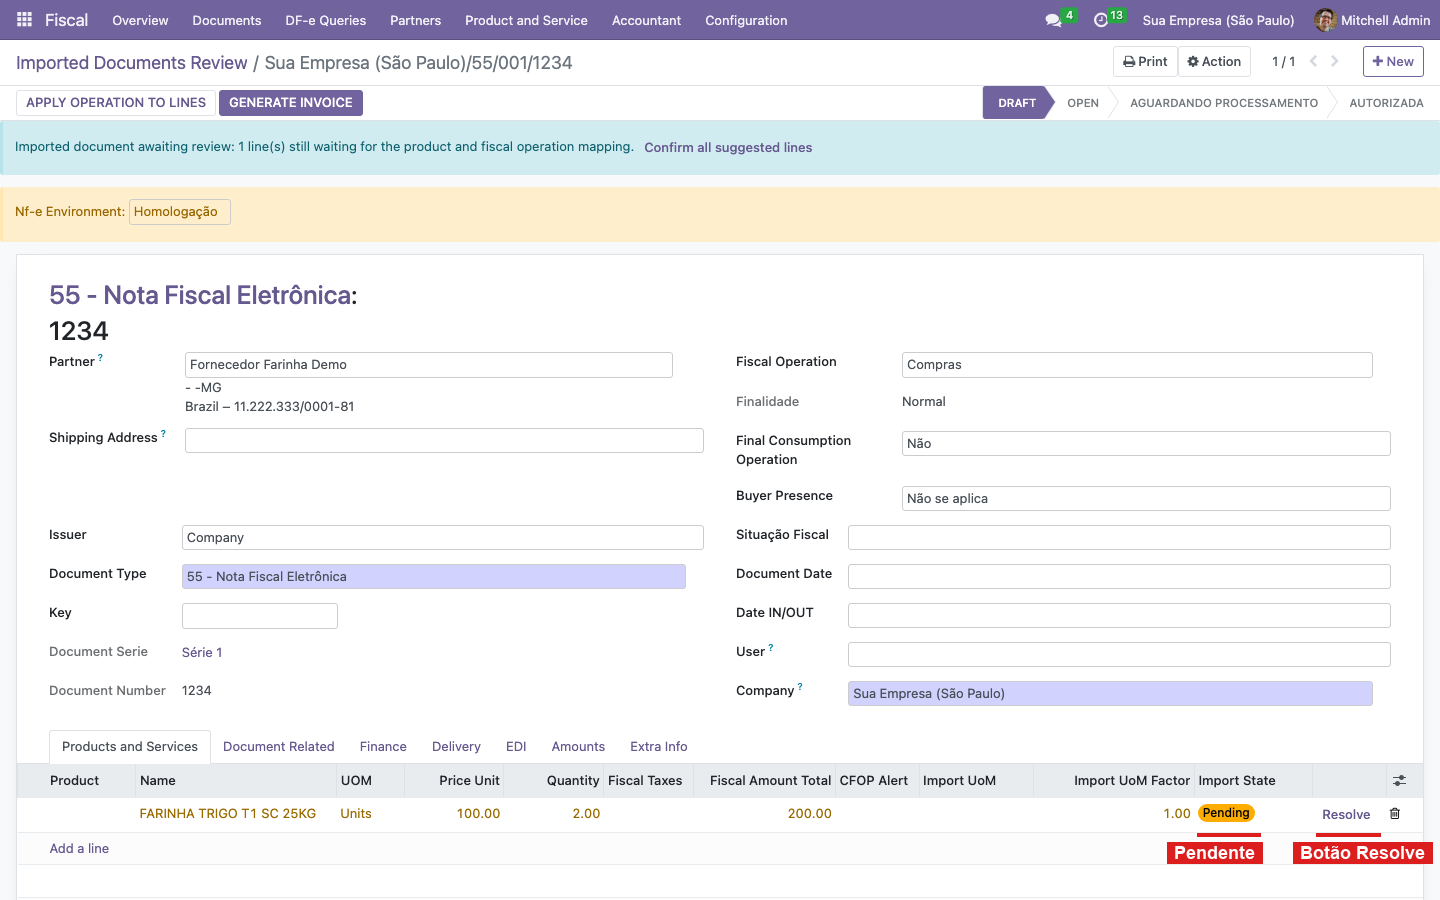 Fiscal Overview Documents DF-e Queries Partners Product and Service Accountant Configuration 4 13 Sua Empresa (São Paulo) Mitchell Admin
Imported Documents Review / Sua Empresa (São Paulo)/55/001/1234 Print Action 1 / 1 New
APPLY OPERATION TO LINES GENERATE INVOICE DRAFT OPEN AGUARDANDO PROCESSAMENTO AUTORIZADA
Imported document awaiting review: 1 line(s) still waiting for the product and fiscal operation mapping. Confirm all suggested lines
Nf-e Environment: Homologação
55 - Nota Fiscal Eletrônica:
1234
Partner ? Fornecedor Farinha Demo
- -MG
Brazil – 11.222.333/0001-81
Shipping Address ?
Fiscal Operation Compras
Finalidade Normal
Final Consumption Operation Não
Buyer Presence Não se aplica
Issuer Company
Document Type 55 - Nota Fiscal Eletrônica
Key
Document Serie Série 1
Document Number 1234
Situação Fiscal
Document Date
Date IN/OUT
User ?
Company ? Sua Empresa (São Paulo)
Products and Services Document Related Finance Delivery EDI Amounts Extra Info
Product Name UOM Price Unit Quantity Fiscal Taxes Fiscal Amount Total CFOP Alert Import UoM Import UoM Factor Import State
FARINHA TRIGO T1 SC 25KG Units 100.00 2.00 200.00 1.00 Pending Resolve
Add a line
Pendente Botão Resolve